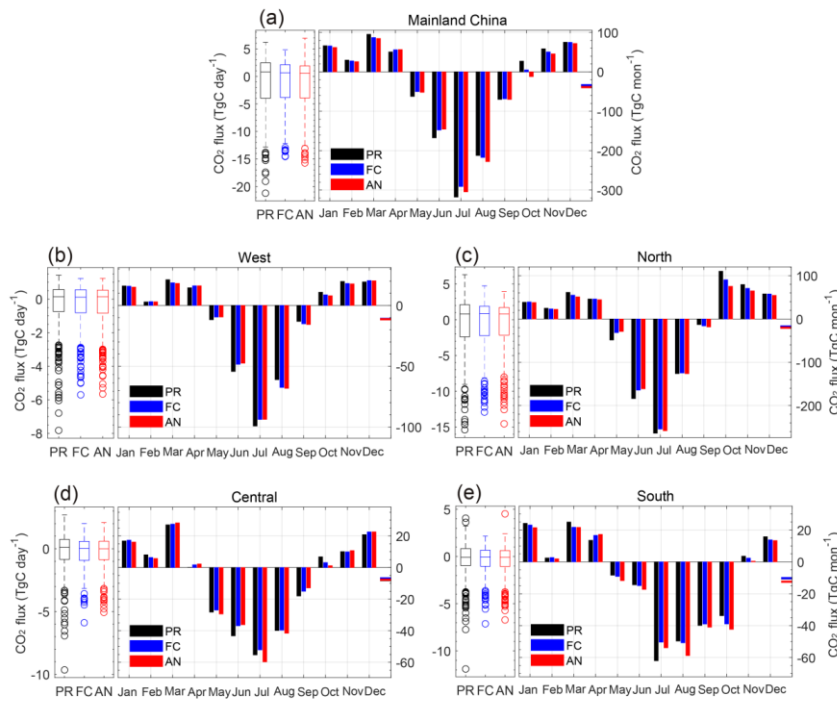 (a) Mainland China
CO₂ flux (TgC day⁻¹)
5
0
-5
-10
-15
-20
PR FC AN
PR
FC
AN
Jan Feb Mar Apr May Jun Jul Aug Sep Oct Nov Dec
100
0
-100
-200
-300
CO₂ flux (TgC mon⁻¹)
(b) West
CO₂ flux (TgC day⁻¹)
0
-2
-4
-6
-8
PR FC AN
PR
FC
AN
Jan Feb Mar Apr May Jun Jul Aug Sep Oct Nov Dec
0
-50
-100
(c) North
CO₂ flux (TgC day⁻¹)
5
0
-5
-10
-15
PR FC AN
PR
FC
AN
Jan Feb Mar Apr May Jun Jul Aug Sep Oct Nov Dec
100
0
-100
-200
CO₂ flux (TgC mon⁻¹)
(d) Central
CO₂ flux (TgC day⁻¹)
0
-5
-10
PR FC AN
PR
FC
AN
Jan Feb Mar Apr May Jun Jul Aug Sep Oct Nov Dec
20
0
-20
-40
-60
(e) South
5
0
-5
-10
PR FC AN
PR
FC
AN
Jan Feb Mar Apr May Jun Jul Aug Sep Oct Nov Dec
20
0
-20
-40
-60
CO₂ flux (TgC mon⁻¹)